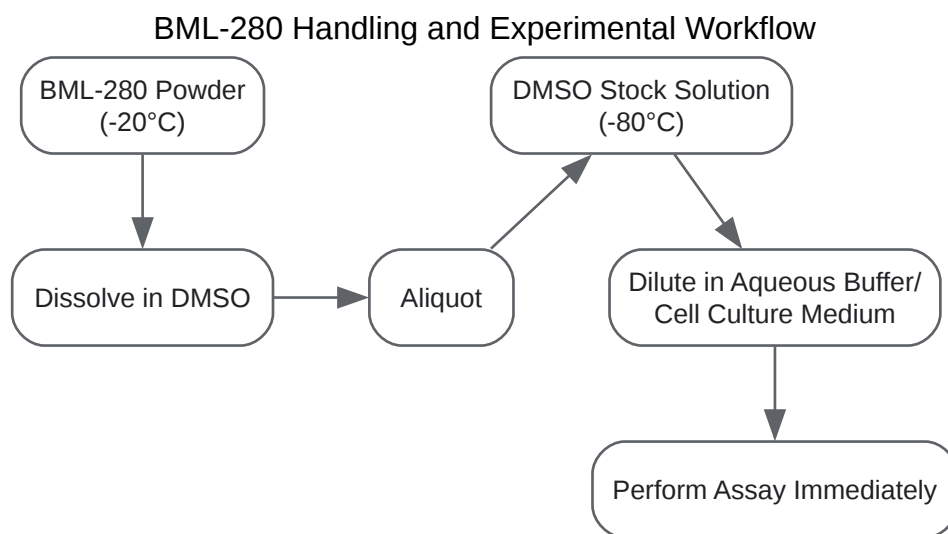 BML-280 Handling and Experimental Workflow
BML-280 Powder
(-20°C)
DMSO Stock Solution
(-80°C)
Dissolve in DMSO
Aliquot
Dilute in Aqueous Buffer/
Cell Culture Medium
Perform Assay Immediately